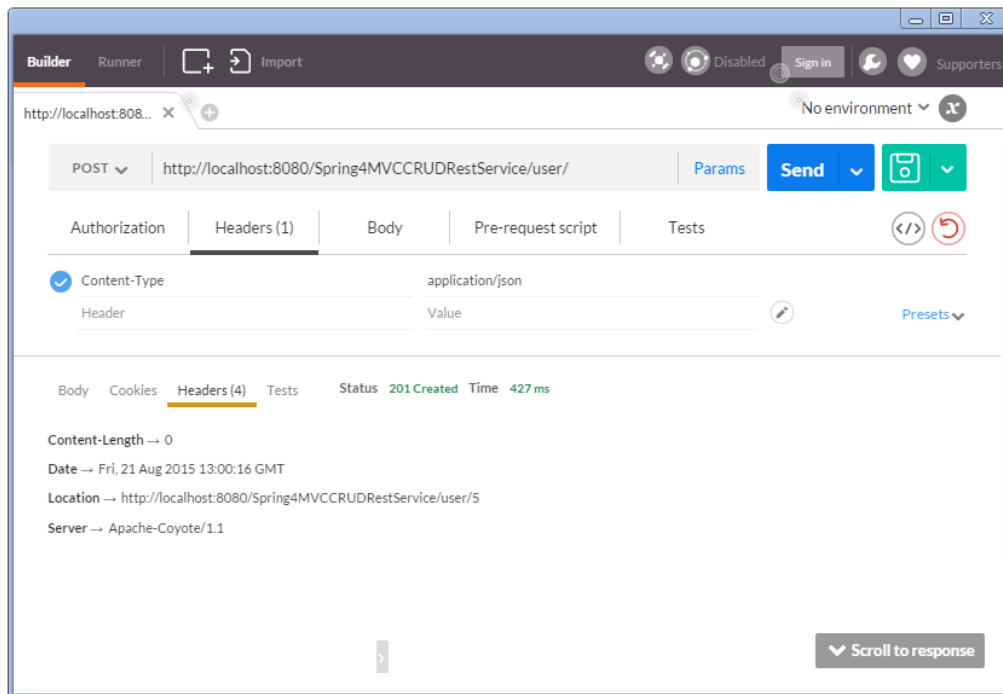 Builder Runner Import Disabled Sign in Supporters
http://localhost:808... No environment
POST http://localhost:8080/Spring4MVCCRUDRestService/user/ Params Send
Authorization Headers (1) Body Pre-request script Tests
Content-Type application/json
Header Value Presets
Body Cookies Headers (4) Tests Status 201 Created Time 427 ms
Content-Length → 0
Date → Fri, 21 Aug 2015 13:00:16 GMT
Location → http://localhost:8080/Spring4MVCCRUDRestService/user/5
Server → Apache-Coyote/1.1
Scroll to response